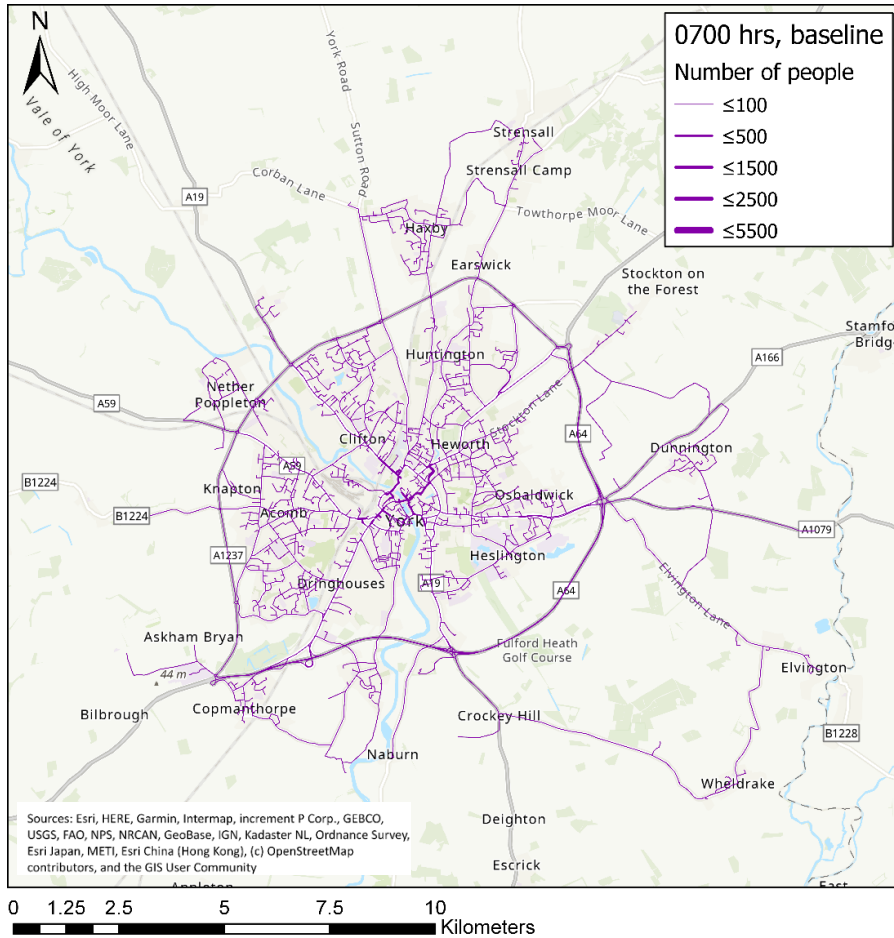 N
0700 hrs, baseline
Number of people
≤100
≤500
≤1500
≤2500
≤5500
York Road
High Moor Lane
Vale of York
Sutton Road
Strensall
Corban Lane
Strensall Camp
A19
Towthorpe Moor Lane
Haxby
Earswick
Stockton on
the Forest
Stamfo
Bridg
Huntington
A166
Nether
Poppleton
A59
Stockton Lane
Clifton
Heworth
A64
Dunnington
A59
B1224
Knapton
Osbaldwick
B1224
Acomb
York
A1079
A1237
Heslington
Dringhouses
A19
A64
Elvington Lane
Askham Bryan
Fulford Heath
Golf Course
Elvington
44 m
Bilbrough
Copmanthorpe
Crockey Hill
B1228
Naburn
Wheldrake
Deighton
Escrick
Sources: Esri, HERE, Garmin, Intermap, increment P Corp., GEBCO,
USGS, FAO, NPS, NRCAN, GeoBase, IGN, Kadaster NL, Ordnance Survey,
Esri Japan, METI, Esri China (Hong Kong), (c) OpenStreetMap
contributors, and the GIS User Community
East
0 1.25 2.5 5 7.5 10
Kilometers